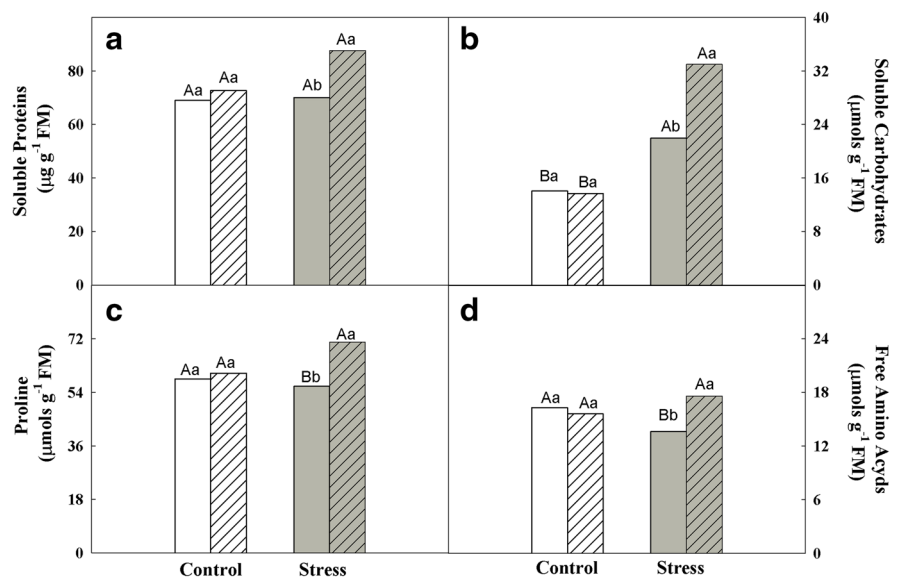 a
Soluble Proteins
(µg g-1 FM)
80
60
40
20
0
Aa
Aa
Ab
Aa
b
Soluble Carbohydrates
(µmols g-1 FM)
40
32
24
16
8
0
Ba
Ba
Ab
Aa
c
Proline
(µmols g-1 FM)
72
54
36
18
0
Aa
Aa
Bb
Aa
Control
Stress
d
Free Amino Acyds
(µmols g-1 FM)
24
18
12
6
0
Aa
Aa
Bb
Aa
Control
Stress